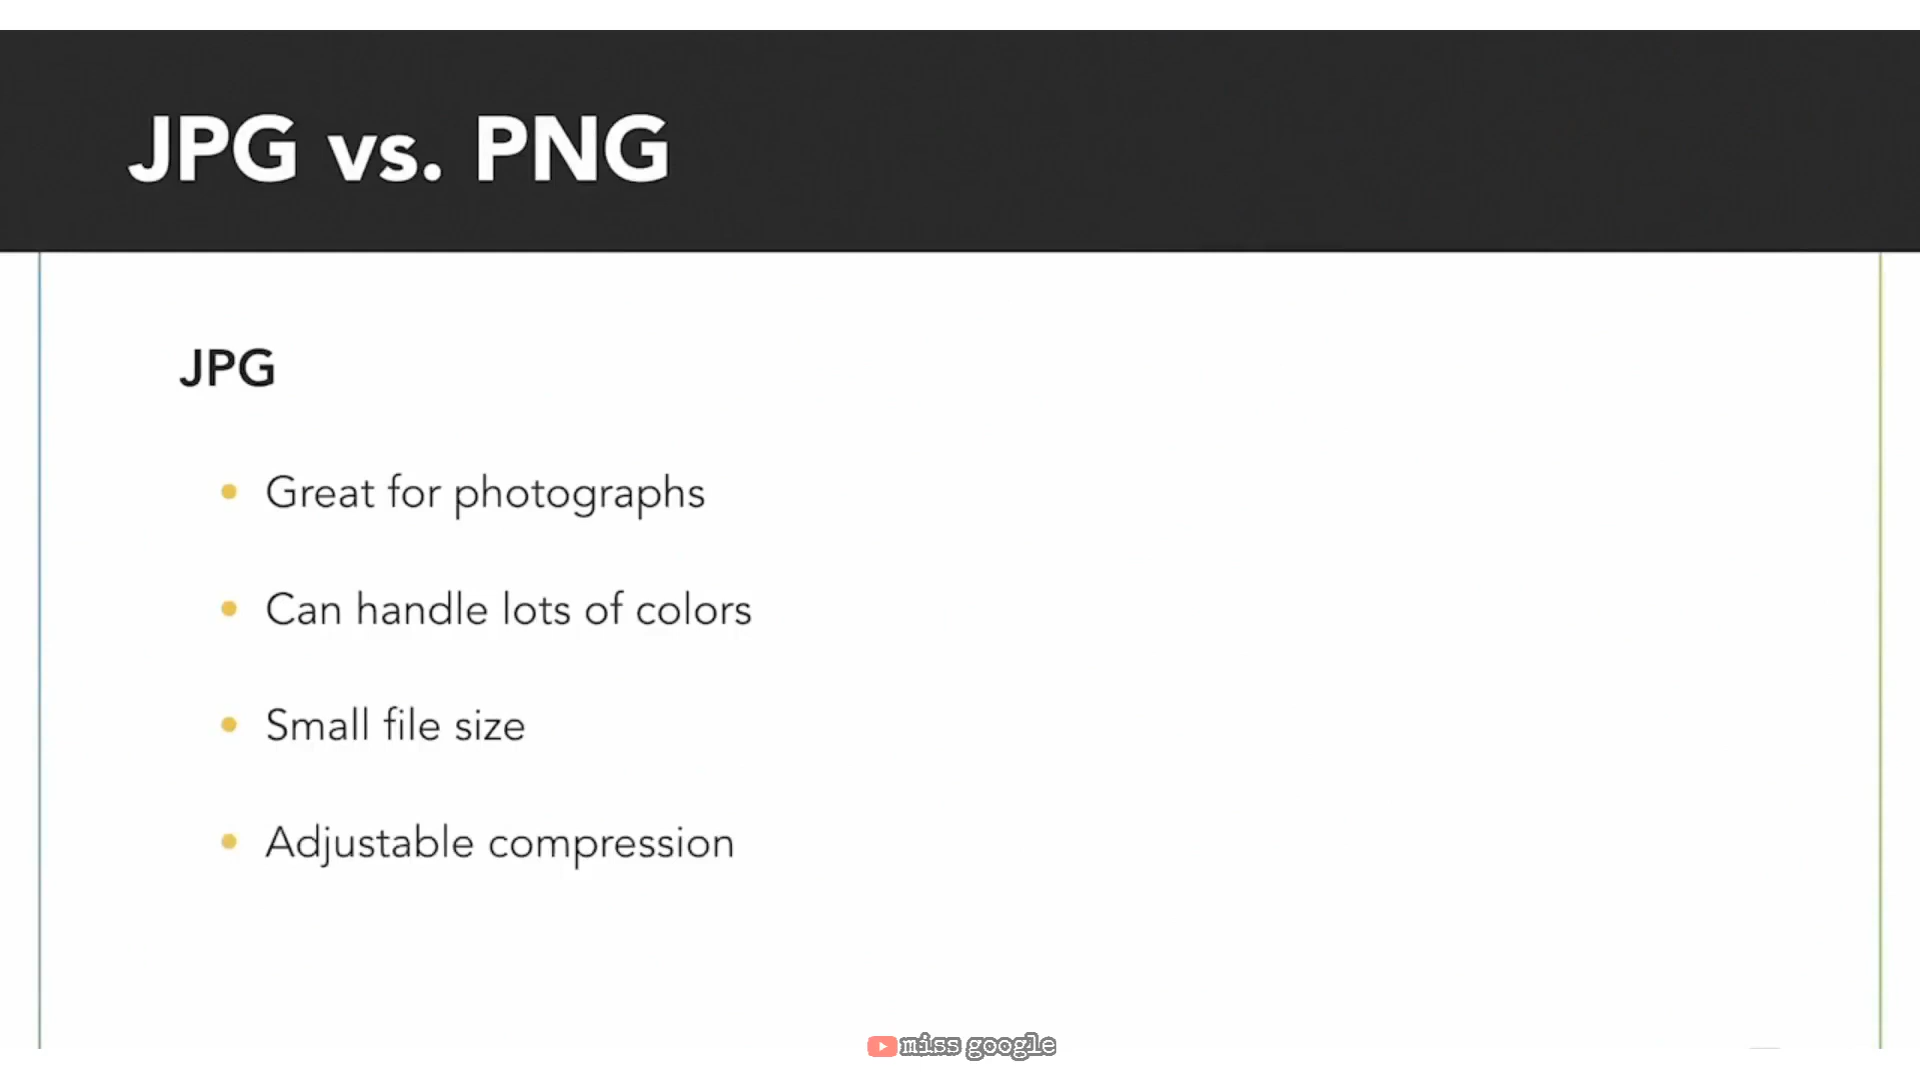 JPG vs. PNG
JPG
• Great for photographs
• Can handle lots of colors
• Small file size
• Adjustable compression
miss google